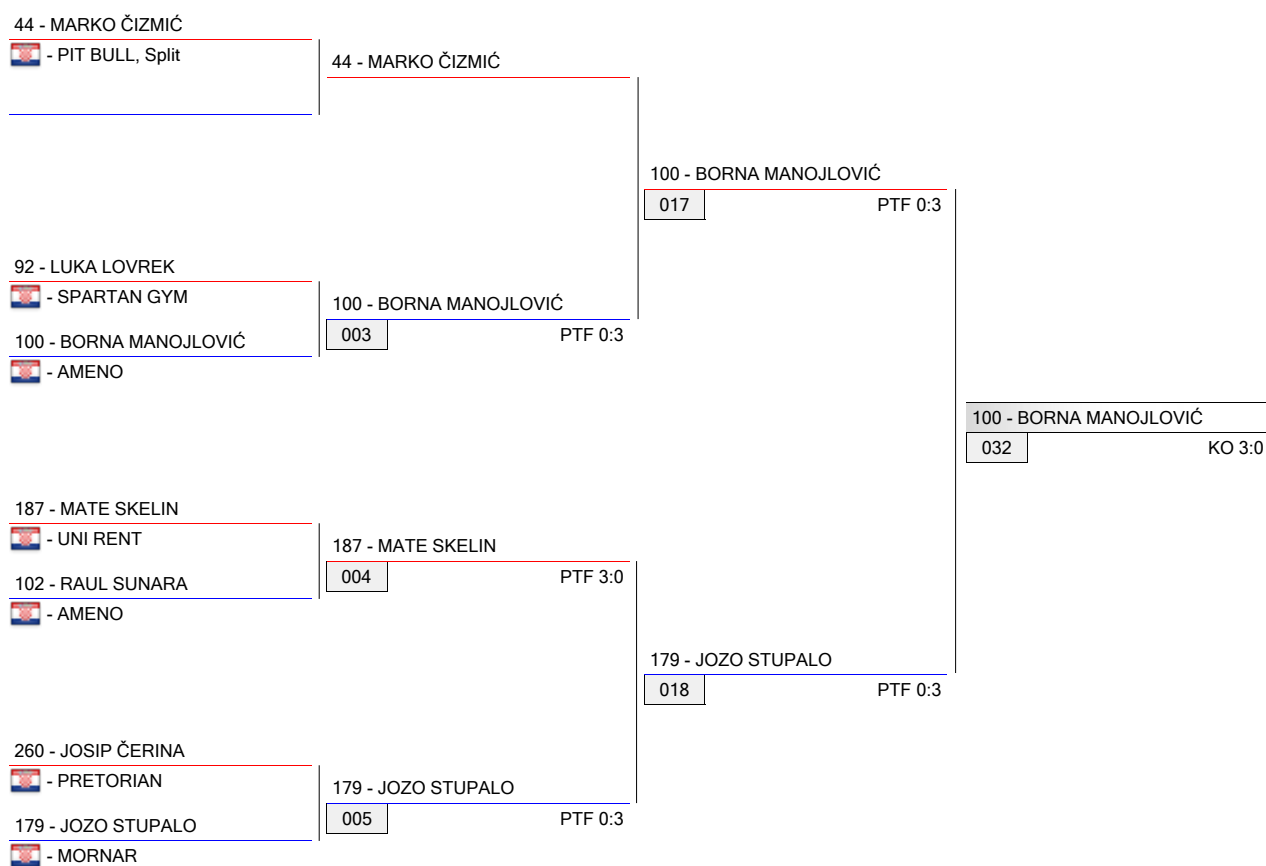 44 - MARKO ČIZMIĆ
- PIT BULL, Split
44 - MARKO ČIZMIĆ
100 - BORNA MANOJLOVIĆ
017 PTF 0:3
92 - LUKA LOVREK
- SPARTAN GYM
100 - BORNA MANOJLOVIĆ
003 PTF 0:3
100 - BORNA MANOJLOVIĆ
- AMENO
100 - BORNA MANOJLOVIĆ
032 KO 3:0
187 - MATE SKELIN
- UNI RENT
187 - MATE SKELIN
004 PTF 3:0
102 - RAUL SUNARA
- AMENO
179 - JOZO STUPALO
018 PTF 0:3
260 - JOSIP ČERINA
- PRETORIAN
179 - JOZO STUPALO
005 PTF 0:3
179 - JOZO STUPALO
- MORNAR